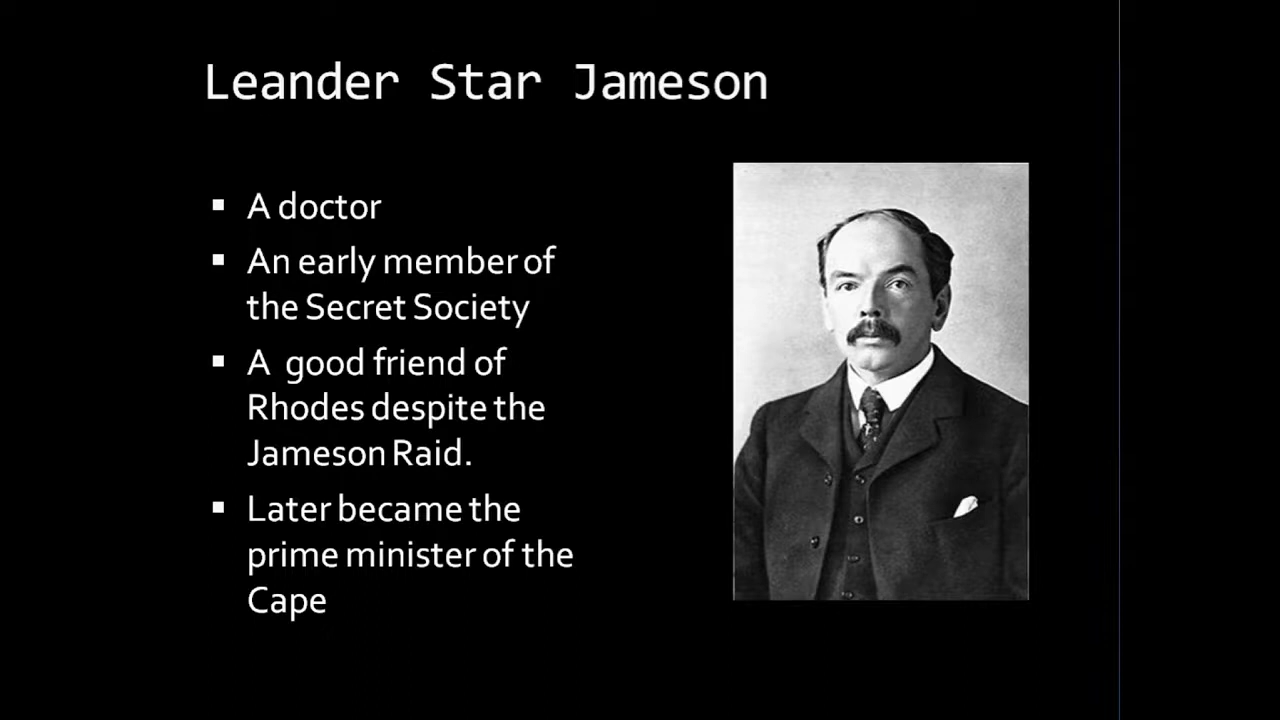 Leander Star Jameson
▪ A doctor
▪ An early member of
the Secret Society
▪ A good friend of
Rhodes despite the
Jameson Raid.
▪ Later became the
prime minister of the
Cape